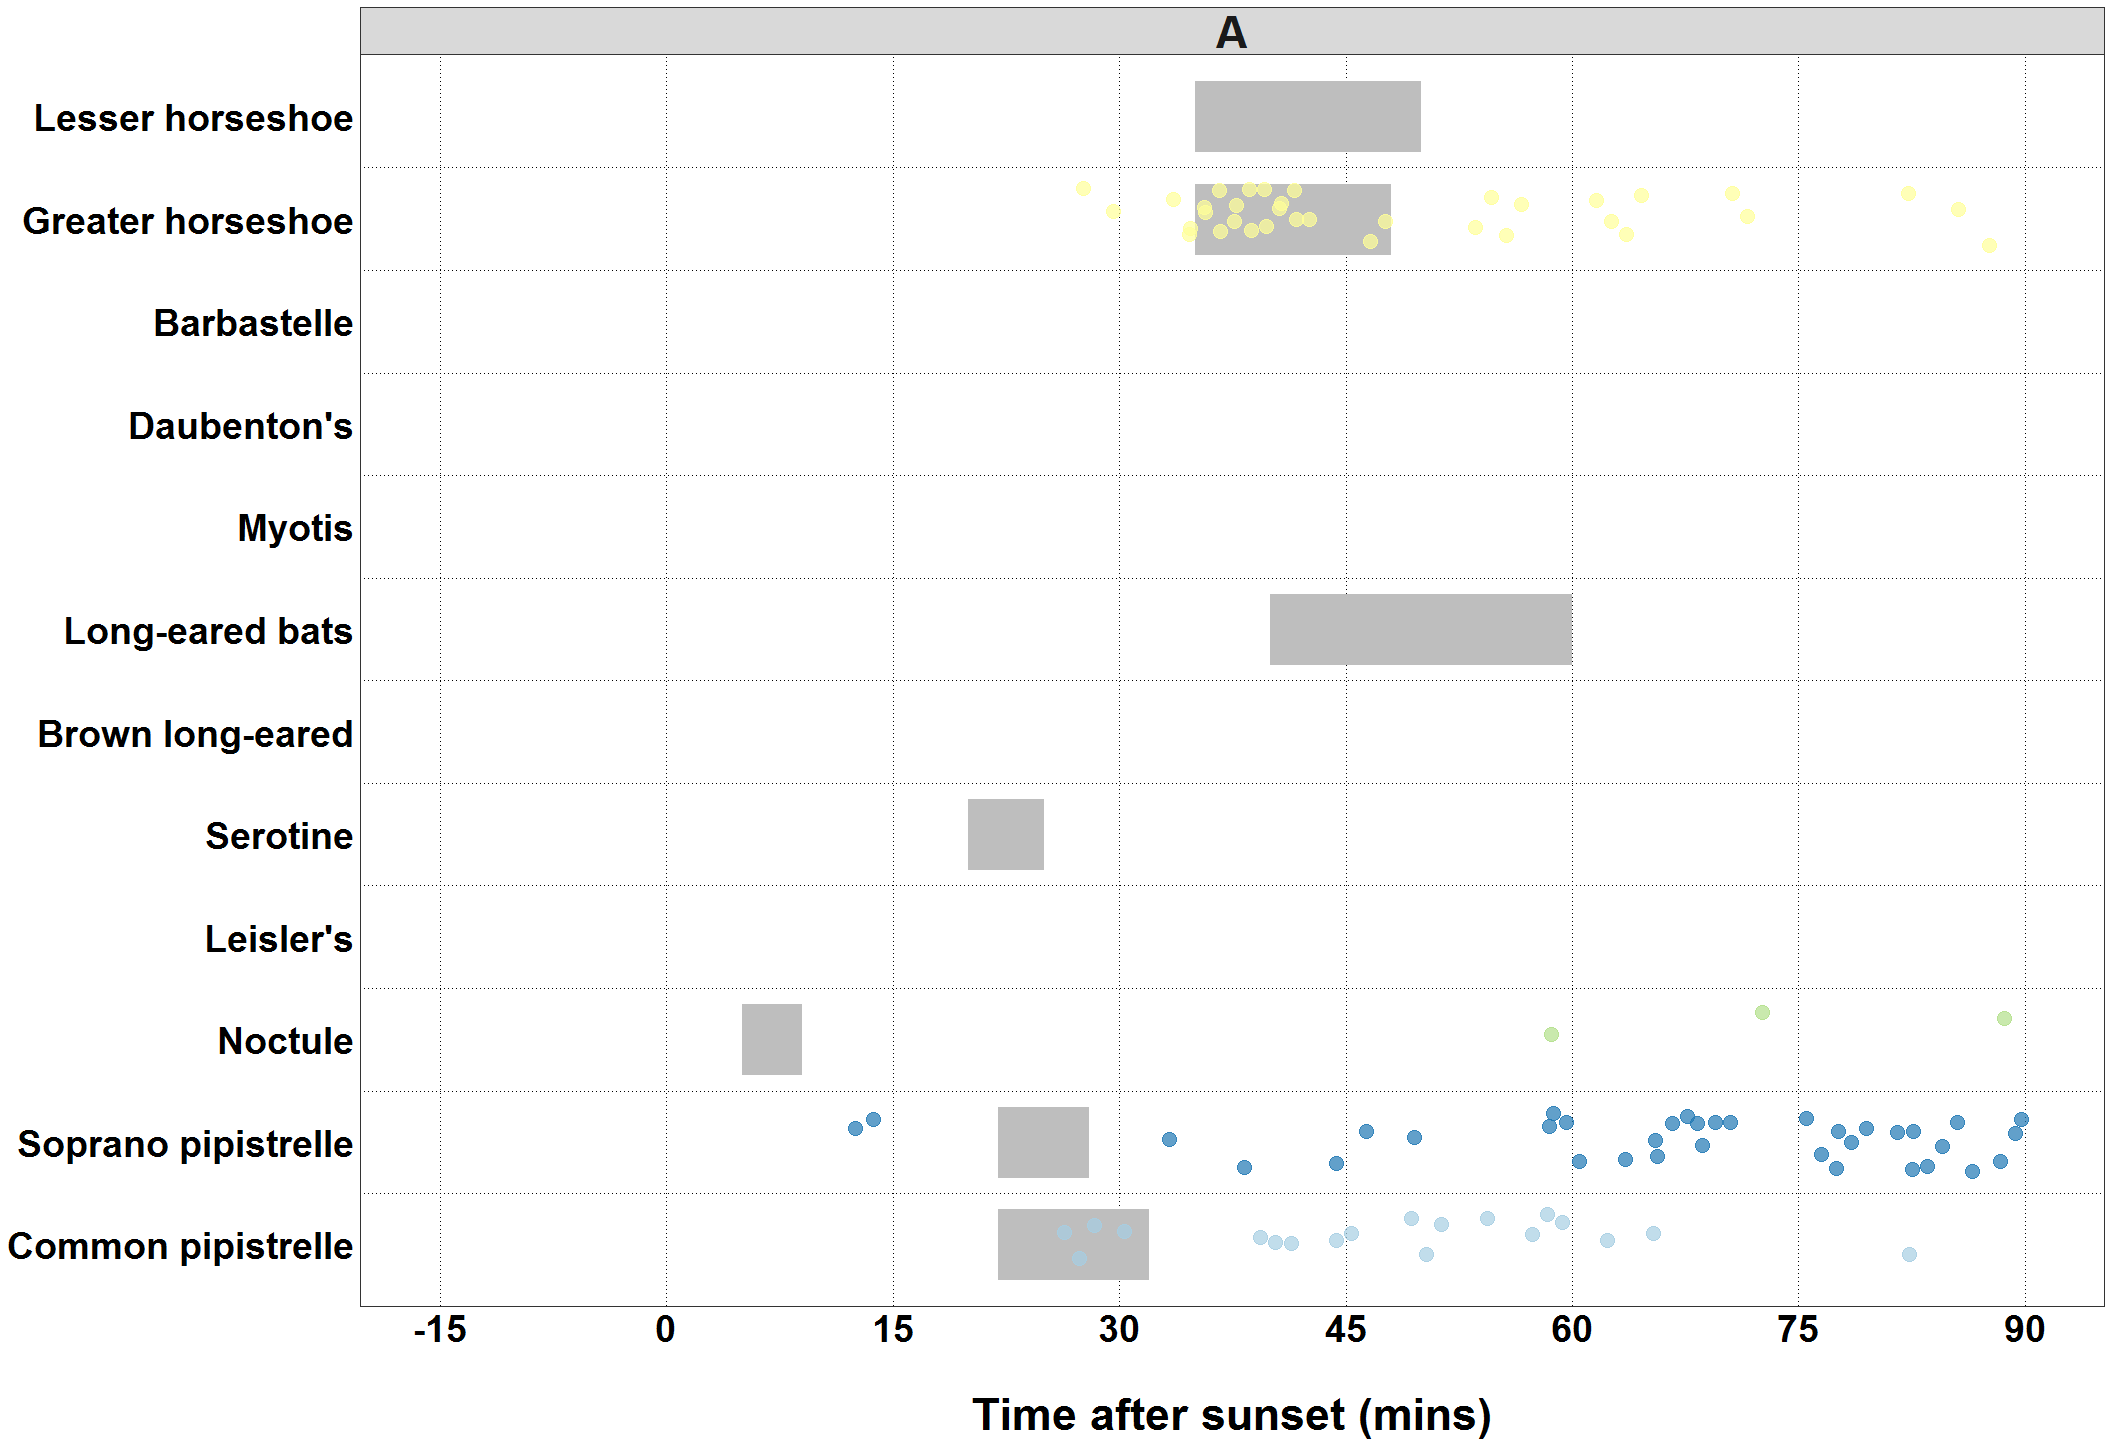 A
Lesser horseshoe
Greater horseshoe
Barbastelle
Daubenton's
Myotis
Long-eared bats
Brown long-eared
Serotine
Leisler's
Noctule
Soprano pipistrelle
Common pipistrelle
-15 0 15 30 45 60 75 90
Time after sunset (mins)